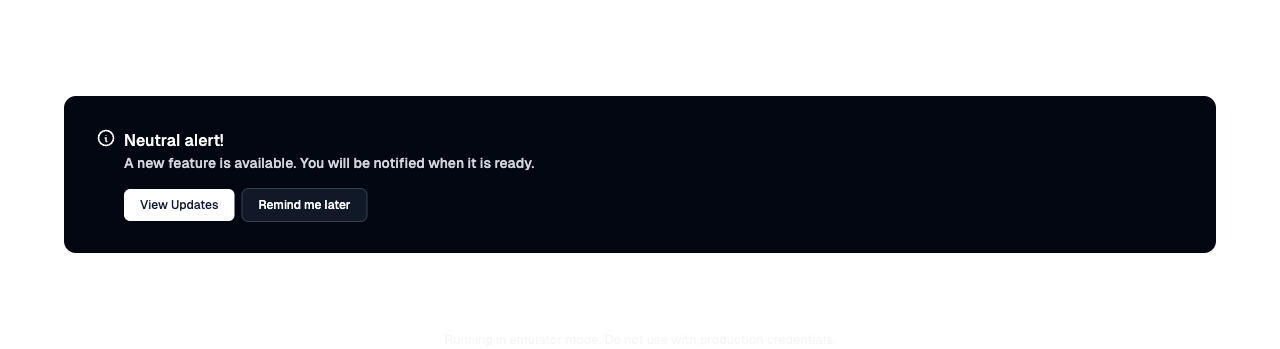 Neutral alert!
A new feature is available. You will be notified when it is ready.
View Updates
Remind me later
Running in emulator mode. Do not use with production credentials.